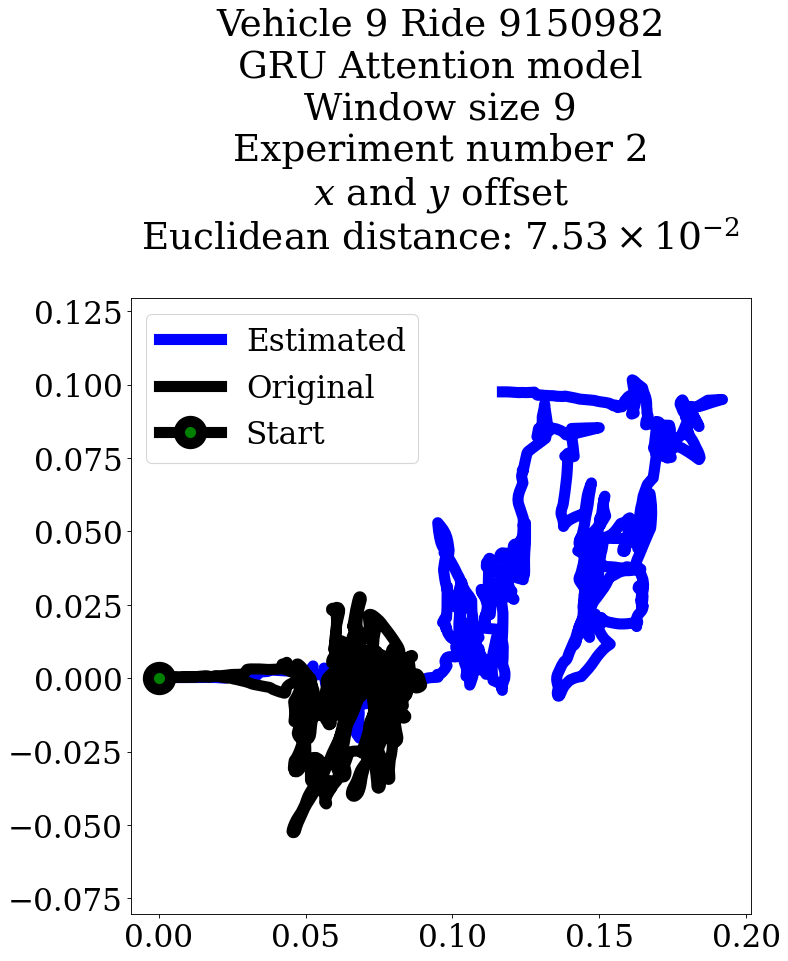 Vehicle 9 Ride 9150982
GRU Attention model
Window size 9
Experiment number 2
x and y offset
Euclidean distance: 7.53 × 10⁻²
0.125
0.100
0.075
0.050
0.025
0.000
−0.025
−0.050
−0.075
Estimated
Original
Start
0.00 0.05 0.10 0.15 0.20